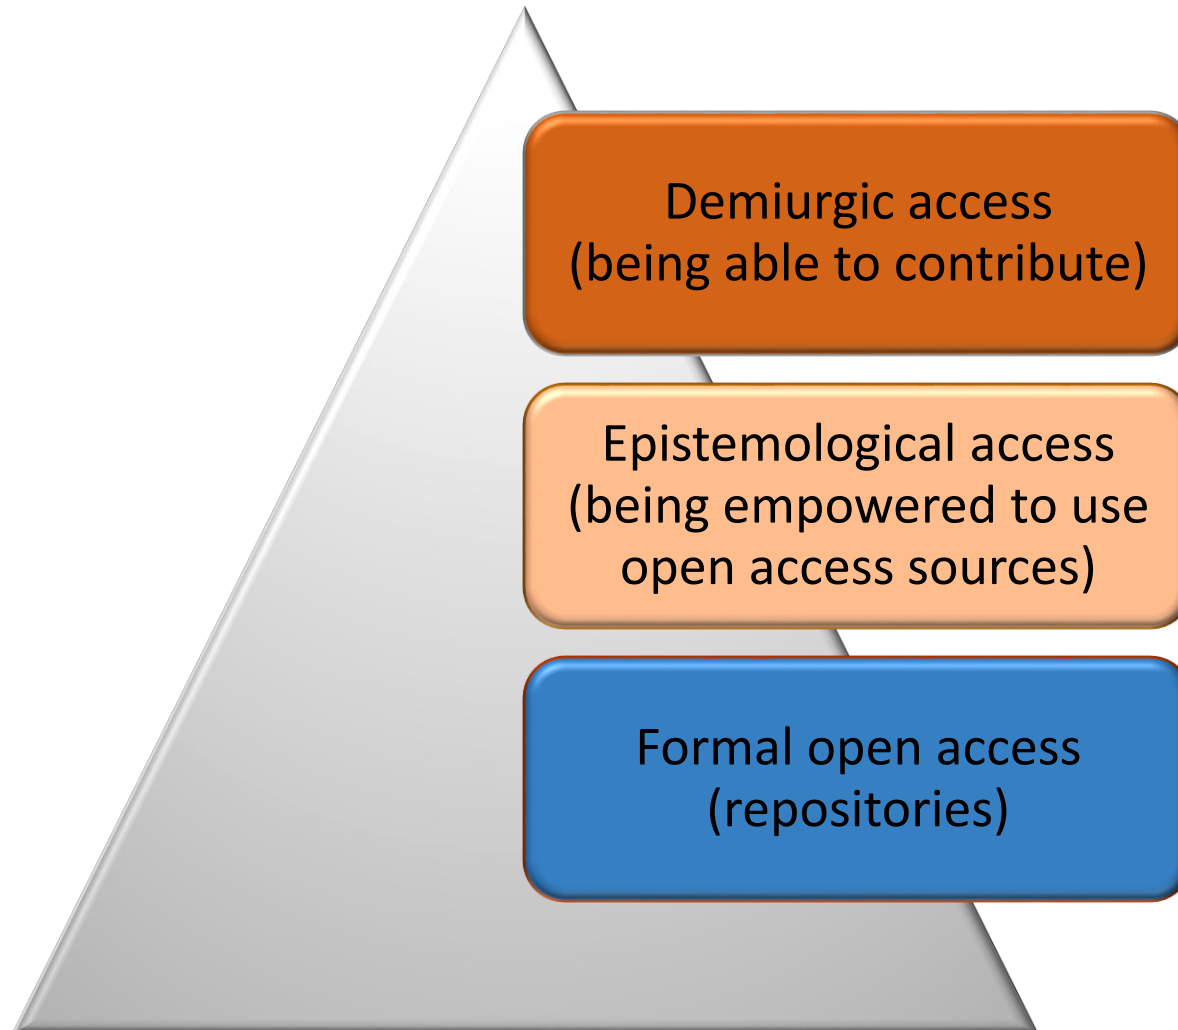 Demiurgic access
(being able to contribute)
Epistemological access
(being empowered to use
open access sources)
Formal open access
(repositories)